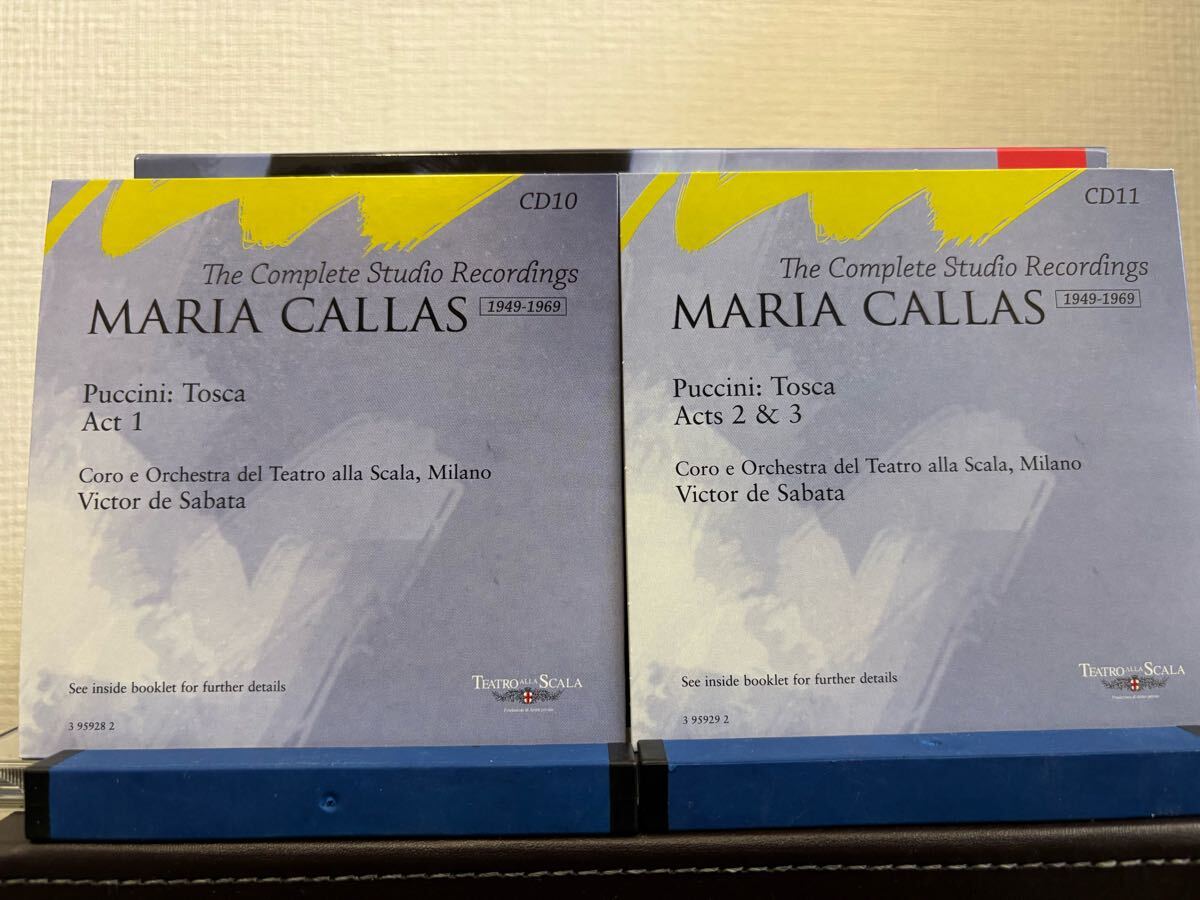 CD10
The Complete Studio Recordings
MARIA CALLAS 1949-1969
Puccini: Tosca
Act 1
Coro e Orchestra del Teatro alla Scala, Milano
Victor de Sabata
See inside booklet for further details
TEATRO ALLA SCALA
3 95928 2
CD11
The Complete Studio Recordings
MARIA CALLAS 1949-1969
Puccini: Tosca
Acts 2 & 3
Coro e Orchestra del Teatro alla Scala, Milano
Victor de Sabata
See inside booklet for further details
TEATRO ALLA SCALA
3 95929 2